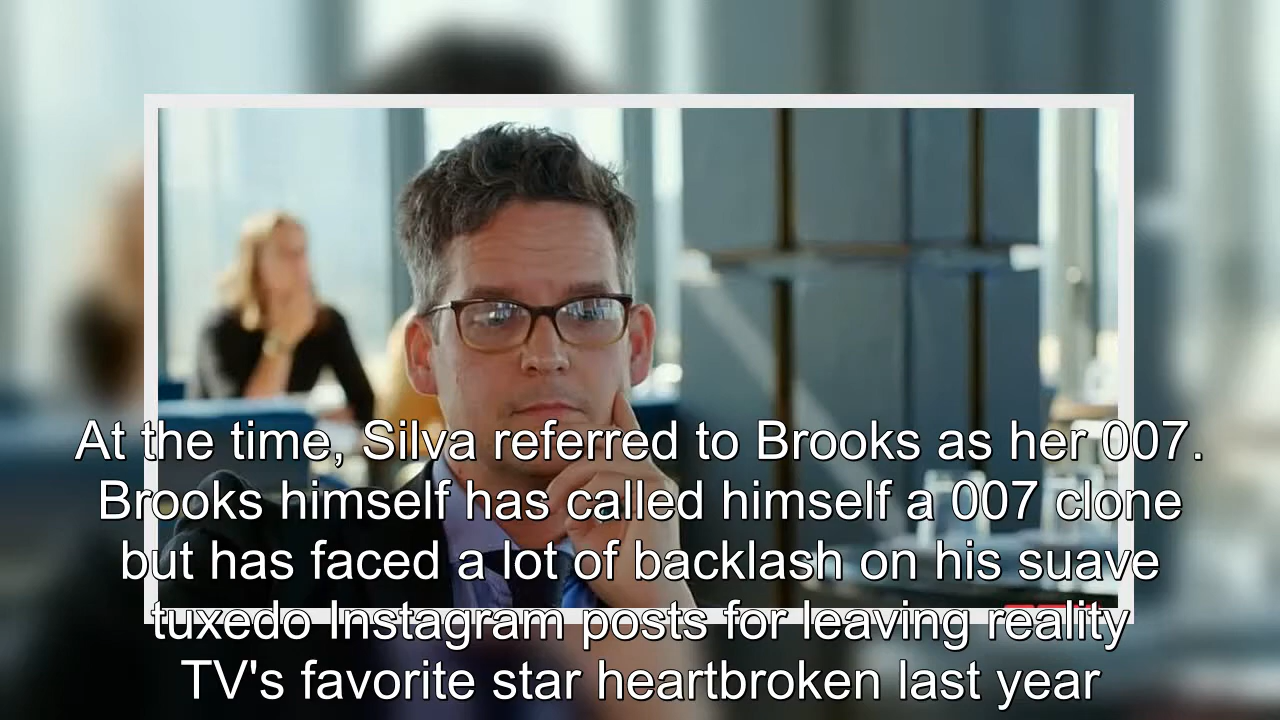 At the time, Silva referred to Brooks as her 007.
Brooks himself has called himself a 007 clone
but has faced a lot of backlash on his suave
tuxedo Instagram posts for leaving reality
TV's favorite star heartbroken last year